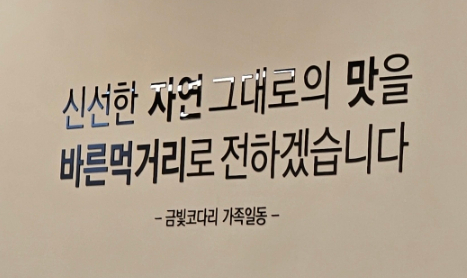 신선한 자연 그대로의 맛을
바른먹거리로 전하겠습니다
- 금빛코다리 가족일동 -